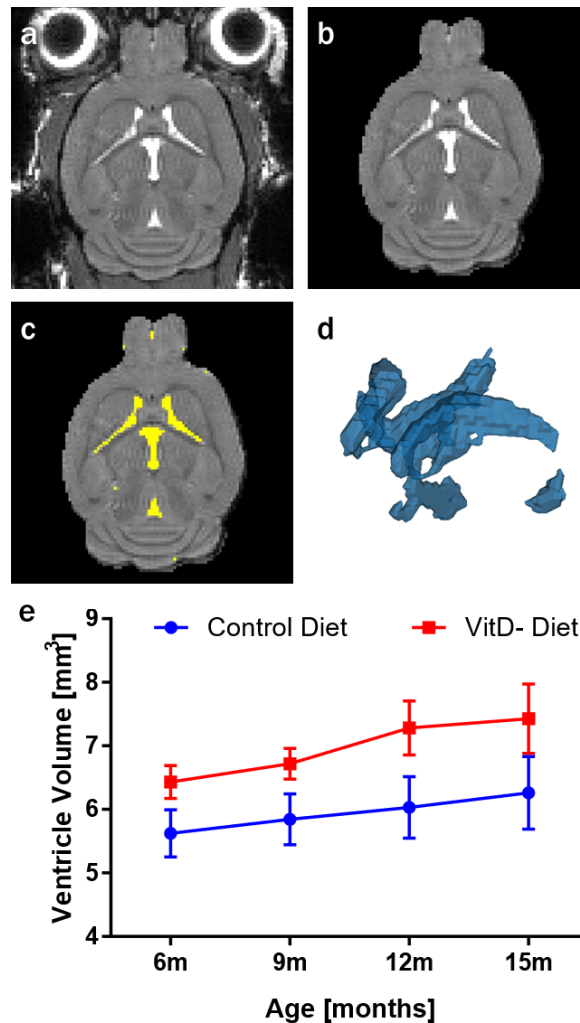 a
b
c
d
e
Control Diet
VitD- Diet
Ventricle Volume [mm³]
9
8
7
6
5
4
6m
9m
12m
15m
Age [months]